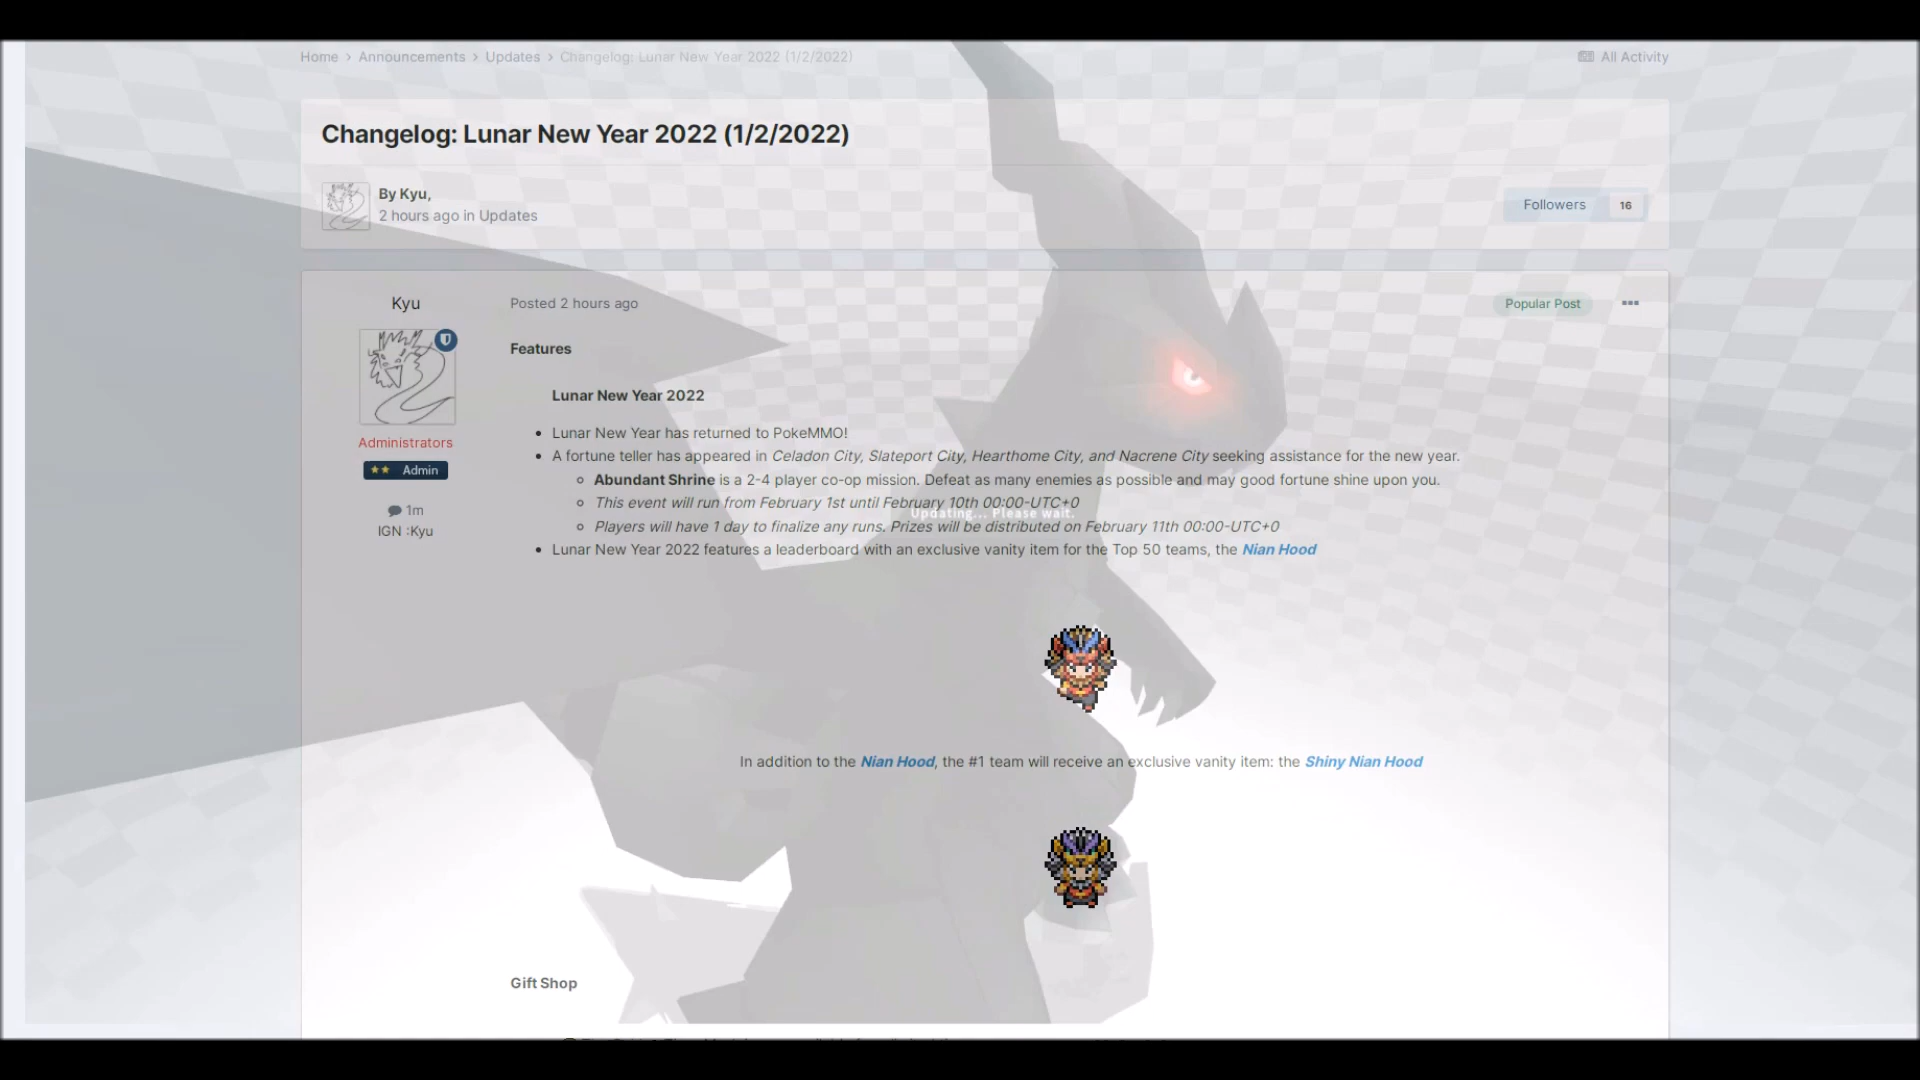 Home > Announcements > Updates > Changelog: Lunar New Year 2022 (1/2/2022)
All Activity
Changelog: Lunar New Year 2022 (1/2/2022)
By Kyu,
2 hours ago in Updates
Followers 16
Kyu
Posted 2 hours ago
Popular Post
Features
Lunar New Year 2022
Administrators
Admin
1m
IGN :Kyu
• Lunar New Year has returned to PokeMMO!
• A fortune teller has appeared in Celadon City, Slateport City, Hearthome City, and Nacrene City seeking assistance for the new year.
Abundant Shrine is a 2-4 player co-op mission. Defeat as many enemies as possible and may good fortune shine upon you.
This event will run from February 1st until February 10th 00:00-UTC+0
Updating... Please wait.
Players will have 1 day to finalize any runs. Prizes will be distributed on February 11th 00:00-UTC+0
• Lunar New Year 2022 features a leaderboard with an exclusive vanity item for the Top 50 teams, the Nian Hood
In addition to the Nian Hood, the #1 team will receive an exclusive vanity item: the Shiny Nian Hood
Gift Shop